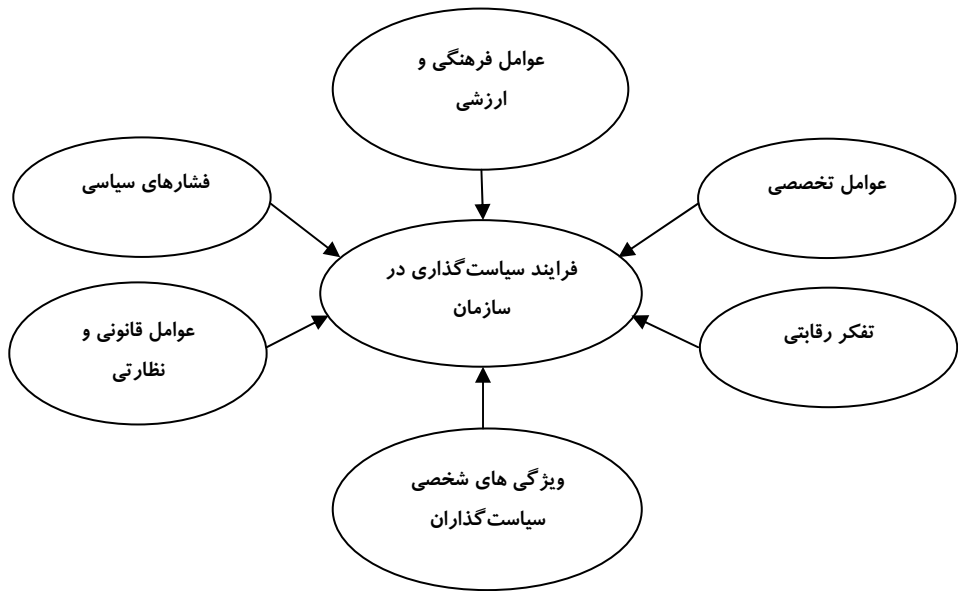 عوامل فرهنگی و
ارزشی
عوامل تخصصی
فشارهای سیاسی
فرایند سیاست‌گذاری در
سازمان
تفکر رقابتی
عوامل قانونی و
نظارتی
ویژگی های شخصی
سیاست‌گذاران